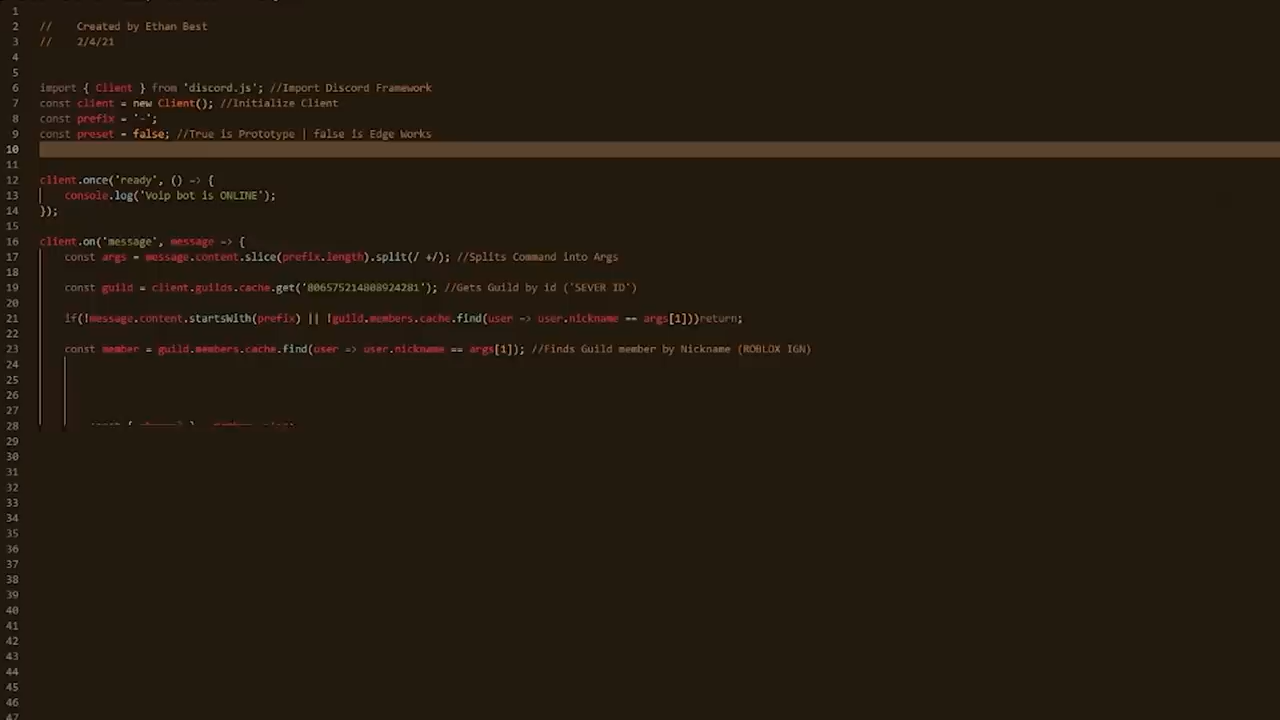 1
2 // Created by Ethan Best
3 // 2/4/21
4
5
6 import { Client } from 'discord.js'; //Import Discord Framework
7 const client = new Client(); //Initialize Client
8 const prefix = '-';
9 const preset = false; //True is Prototype | false is Edge Works
10
11
12 client.once('ready', () => {
13 console.log('Voip bot is ONLINE');
14 });
15
16 client.on('message', message => {
17 const args = message.content.slice(prefix.length).split(/ +/); //Splits Command into Args
18
19 const guild = client.guilds.cache.get('806575214808924281'); //Gets Guild by id ('SEVER ID')
20
21 if(!message.content.startsWith(prefix) || !guild.members.cache.find(user => user.nickname == args[1]))return;
22
23 const member = guild.members.cache.find(user => user.nickname == args[1]); //Finds Guild member by Nickname (ROBLOX IGN)
24
25
26
27
28
29
30
31
32
33
34
35
36
37
38
39
40
41
42
43
44
45
46
47